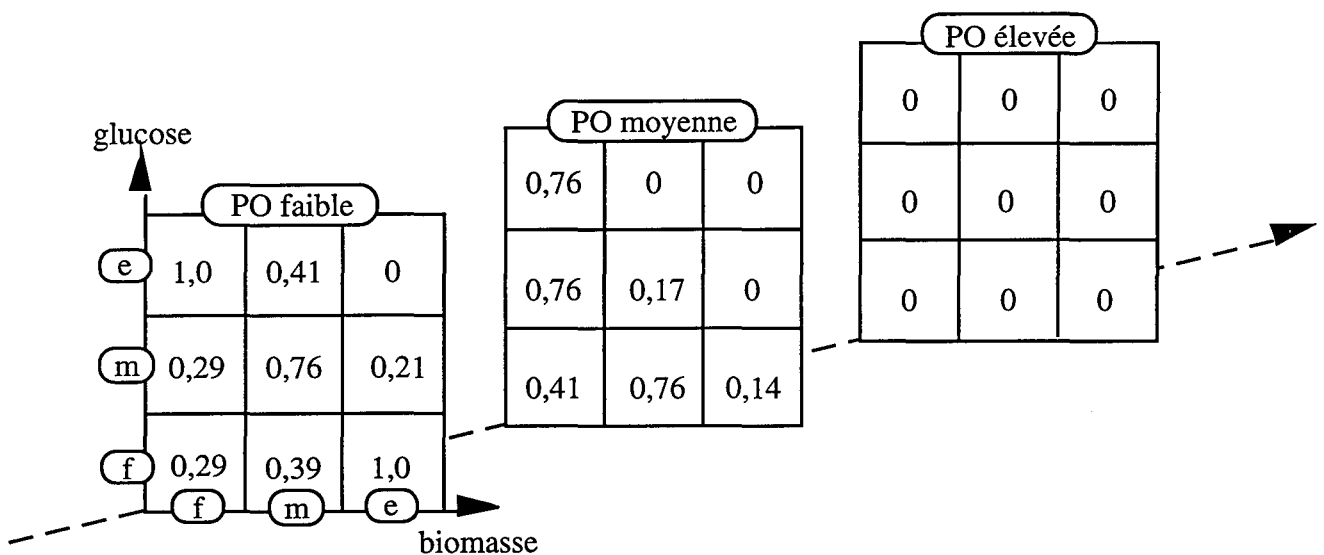 PO élevée
0 0 0
0 0 0
0 0 0
PO moyenne
0,76 0 0
0,76 0,17 0
0,41 0,76 0,14
glucose
PO faible
e 1,0 0,41 0
m 0,29 0,76 0,21
f 0,29 0,39 1,0
f m e
biomasse